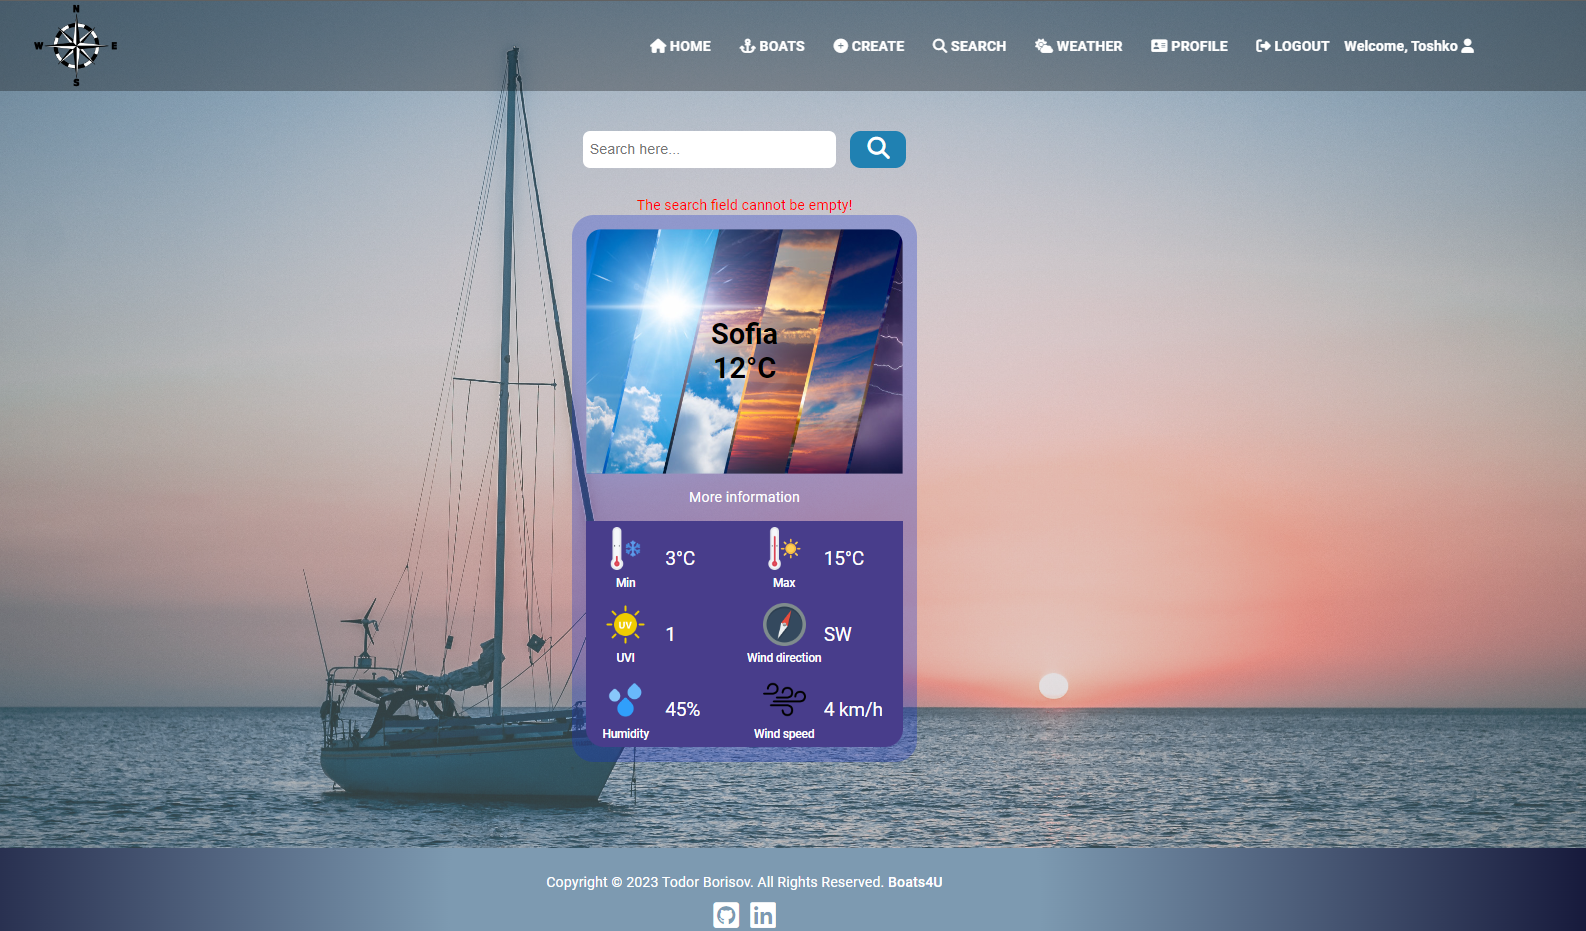 N
W E
S
HOME BOATS CREATE SEARCH WEATHER PROFILE LOGOUT Welcome, Toshko
Search here...
The search field cannot be empty!
Sofia
12°C
More information
3°C 15°C
Min Max
UV
1 SW
UVI Wind direction
45% 4 km/h
Humidity Wind speed
Copyright © 2023 Todor Borisov. All Rights Reserved. Boats4U
in